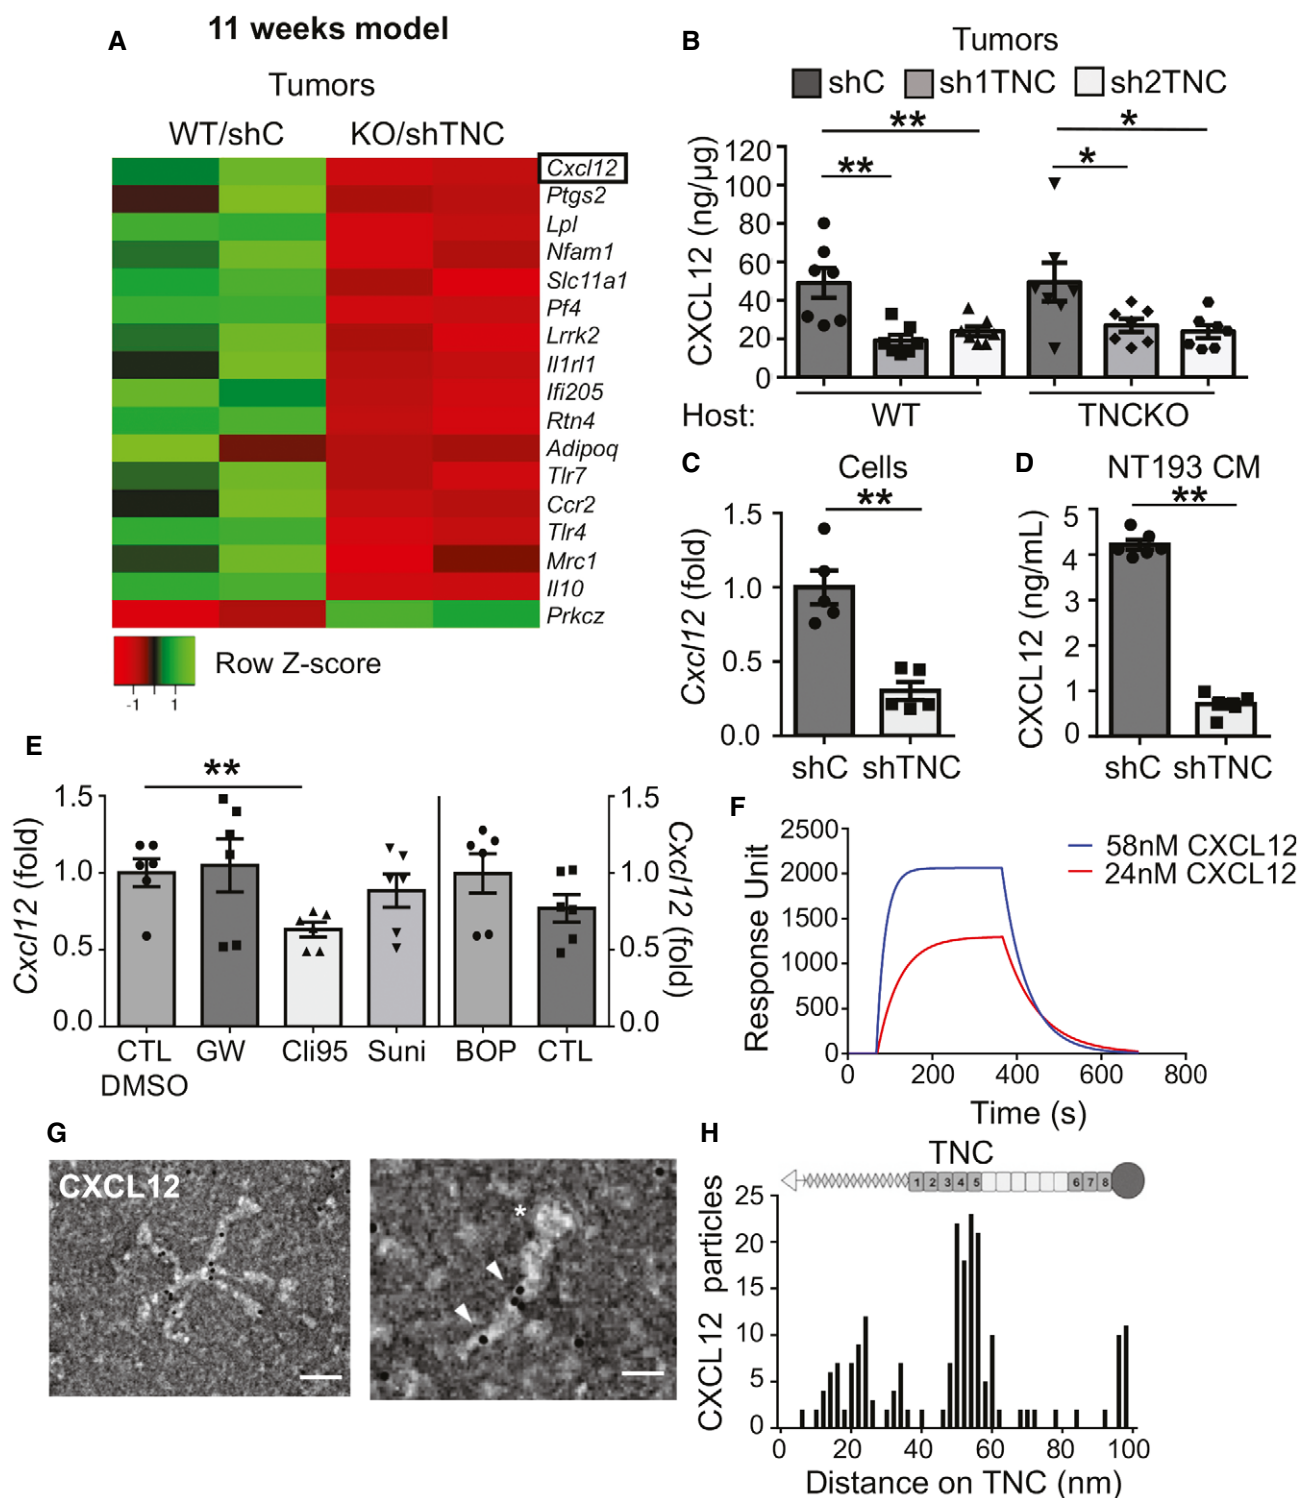 11 weeks model
A
Tumors
WT/shC KO/shTNC
Cxcl12
Ptgs2
Lpl
Nfam1
Slc11a1
Pf4
Lrrk2
Il1rl1
Ifi205
Rtn4
Adipoq
Tlr7
Ccr2
Tlr4
Mrc1
Il10
Prkcz
Row Z-score
-1 1
B
Tumors
shC sh1TNC sh2TNC
CXCL12 (ng/µg)
120
100
80
60
40
20
0
** ** * *
Host: WT TNCKO
C
Cells
**
Cxcl12 (fold)
1.5
1.0
0.5
0.0
shC shTNC
D
NT193 CM
**
CXCL12 (ng/mL)
5
4
3
2
1
0
shC shTNC
E
**
Cxcl12 (fold)
1.5
1.0
0.5
0.0
CTL GW Cli95 Suni BOP CTL
DMSO
1.5
1.0
0.5
0.0
Cxcl12 (fold)
F
Response Unit
2500
2000
1500
1000
500
0
0 200 400 600 800
Time (s)
58nM CXCL12
24nM CXCL12
G
CXCL12
*
H
TNC
1 2 3 4 5 6 7 8
CXCL12 particles
25
20
15
10
5
0
0 20 40 60 80 100
Distance on TNC (nm)